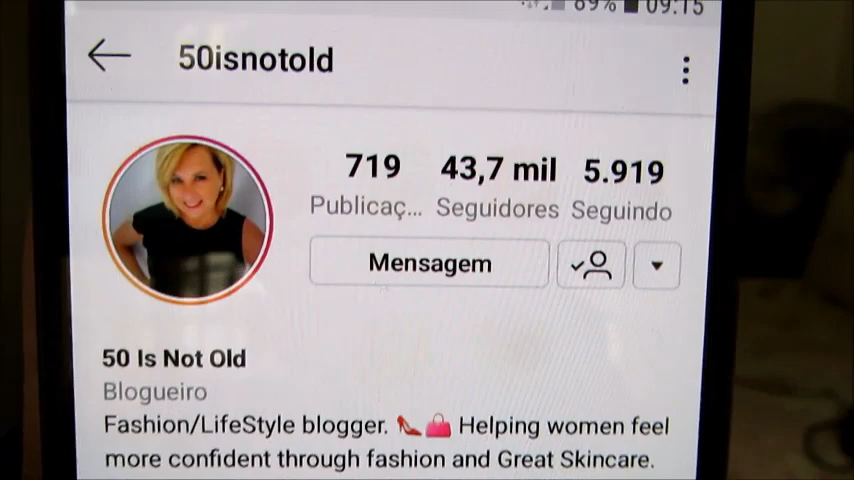 89% 09:15
50isnotold
719 43,7 mil 5.919
Publicaç... Seguidores Seguindo
Mensagem
50 Is Not Old
Blogueiro
Fashion/LifeStyle blogger. 👠👜 Helping women feel
more confident through fashion and Great Skincare.